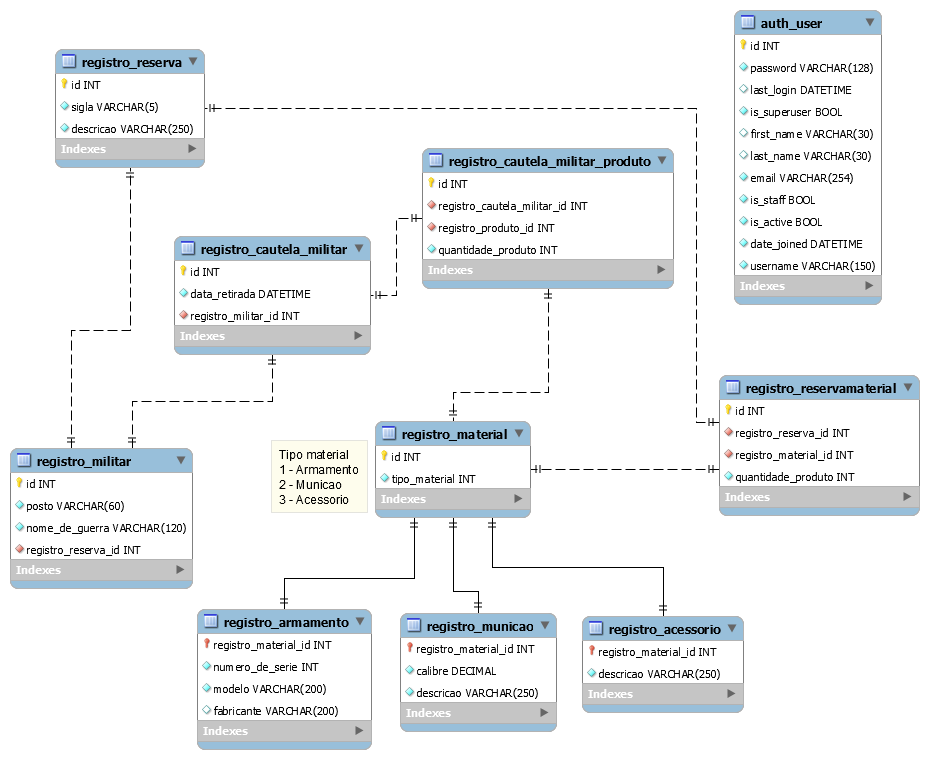 auth_user
id INT
password VARCHAR(128)
last_login DATETIME
is_superuser BOOL
first_name VARCHAR(30)
last_name VARCHAR(30)
email VARCHAR(254)
is_staff BOOL
is_active BOOL
date_joined DATETIME
username VARCHAR(150)
Indexes
registro_reserva
id INT
sigla VARCHAR(5)
descricao VARCHAR(250)
Indexes
registro_cautela_militar_produto
id INT
registro_cautela_militar_id INT
registro_produto_id INT
quantidade_produto INT
Indexes
registro_cautela_militar
id INT
data_retirada DATETIME
registro_militar_id INT
Indexes
registro_reservamaterial
id INT
registro_reserva_id INT
registro_material_id INT
quantidade_produto INT
Indexes
registro_militar
id INT
posto VARCHAR(60)
nome_de_guerra VARCHAR(120)
registro_reserva_id INT
Indexes
Tipo material
1 - Armamento
2 - Municao
3 - Acessorio
registro_material
id INT
tipo_material INT
Indexes
registro_armamento
registro_material_id INT
numero_de_serie INT
modelo VARCHAR(200)
fabricante VARCHAR(200)
Indexes
registro_municao
registro_material_id INT
calibre DECIMAL
descricao VARCHAR(250)
Indexes
registro_acessorio
registro_material_id INT
descricao VARCHAR(250)
Indexes